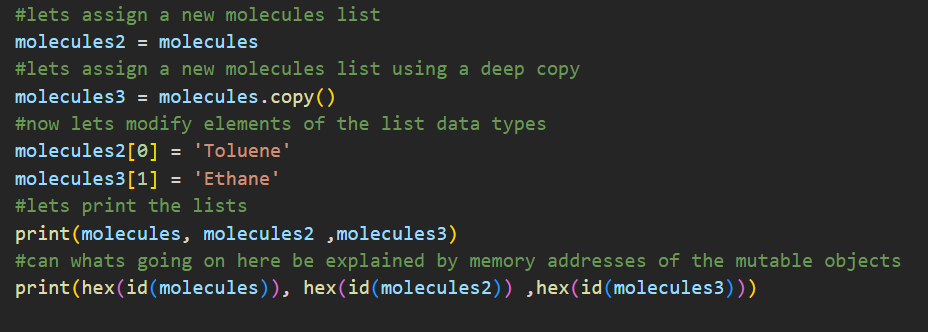 #lets assign a new molecules list
molecules2 = molecules
#lets assign a new molecules list using a deep copy
molecules3 = molecules.copy()
#now lets modify elements of the list data types
molecules2[0] = 'Toluene'
molecules3[1] = 'Ethane'
#lets print the lists
print(molecules, molecules2 ,molecules3)
#can whats going on here be explained by memory addresses of the mutable objects
print(hex(id(molecules)), hex(id(molecules2)) ,hex(id(molecules3)))